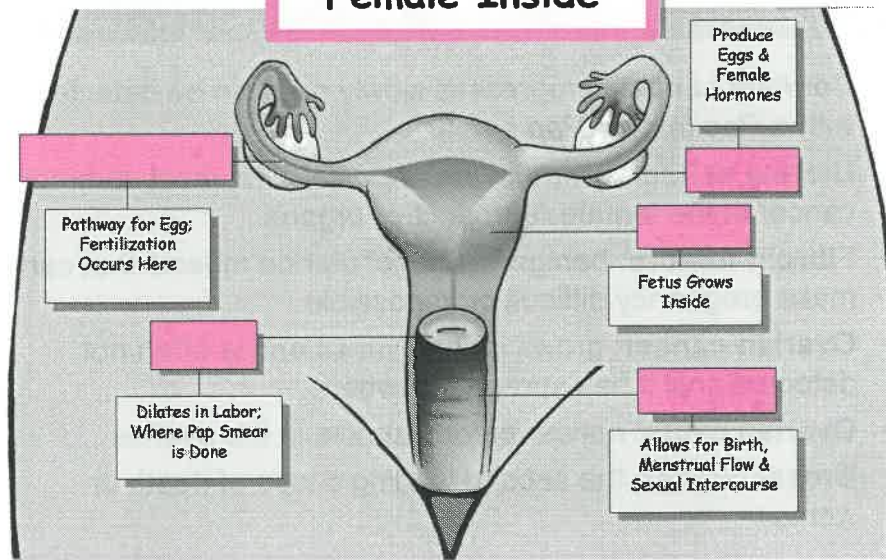 Female Inside
Produce
Eggs &
Female
Hormones
Pathway for Egg;
Fertilization
Occurs Here
Fetus Grows
Inside
Dilates in Labor;
Where Pap Smear
is Done
Allows for Birth,
Menstrual Flow &
Sexual Intercourse